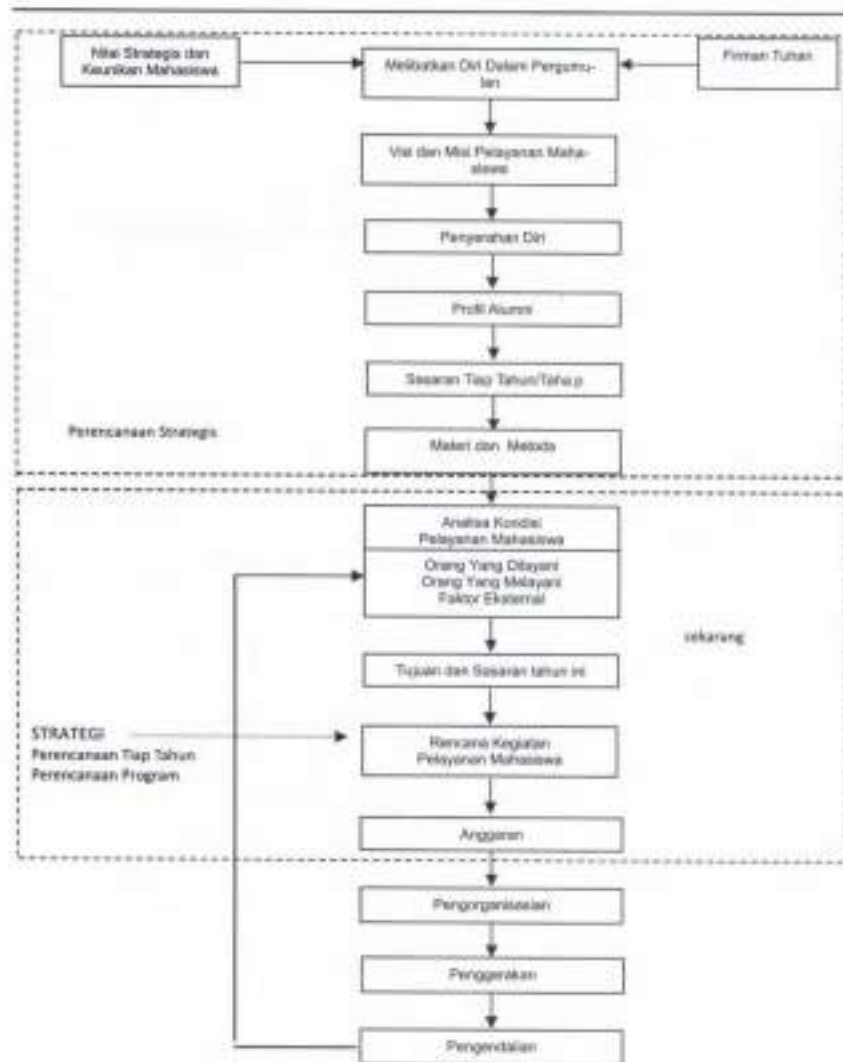 Nilai Strategis dan
Keunikan Mahasiswa
Melibatkan Diri Dalam Pergumu-
lan
Firman Tuhan
Visi dan Misi Pelayanan Maha-
siswa
Penyerahan Diri
Profil Alumni
Sasaran Tiap Tahun/Taha.p
Perencanaan Strategis
Materi dan Metoda
Analisa Kondisi
Pelayanan Mahasiswa
Orang Yang Dilayani
Orang Yang Melayani
Faktor Eksternal
sekarang
Tujuan dan Sasaran tahun ini
STRATEGI
Perencanaan Tiap Tahun
Perencanaan Program
Rencana Kegiatan
Pelayanan Mahasiswa
Anggaran
Pengorganisasian
Penggerakan
Pengendalian